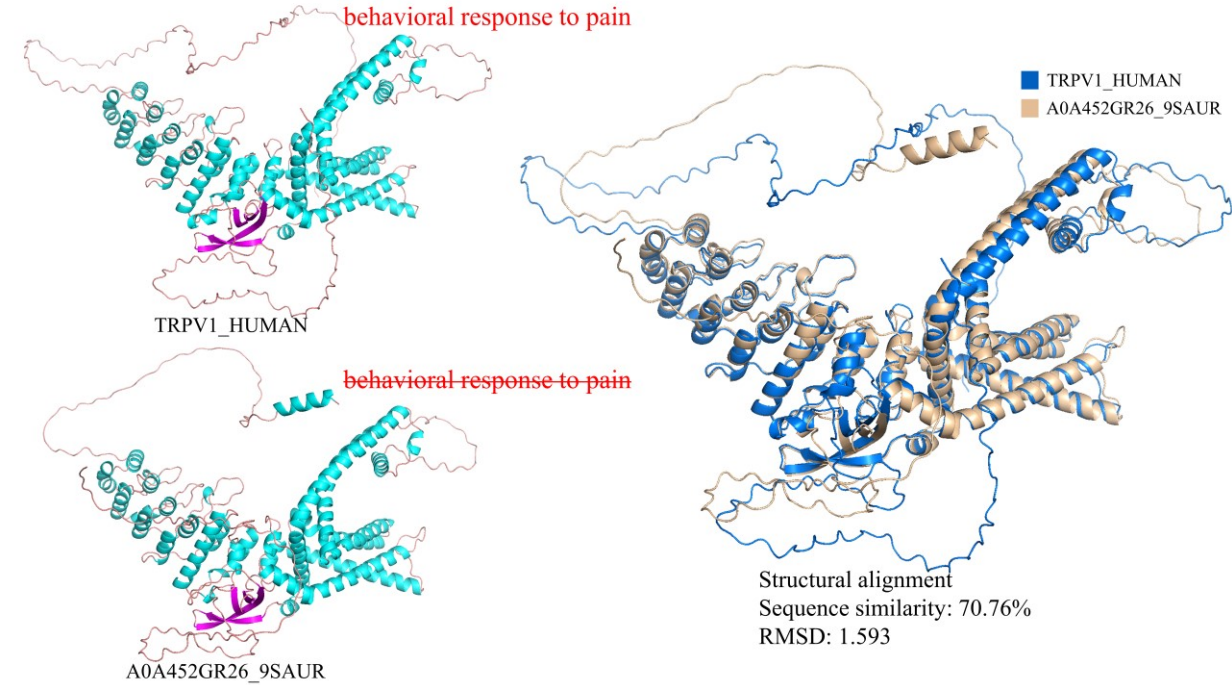 behavioral response to pain
TRPV1_HUMAN
behavioral response to pain
A0A452GR26_9SAUR
TRPV1_HUMAN
A0A452GR26_9SAUR
Structural alignment
Sequence similarity: 70.76%
RMSD: 1.593